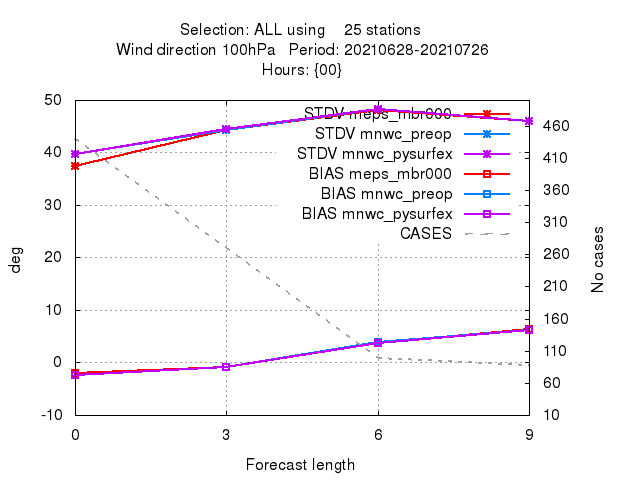 Selection: ALL using 25 stations
Wind direction 100hPa Period: 20210628-20210726
Hours: {00}
STDV meps_mbr000
STDV mnwc_preop
STDV mnwc_pysurfex
BIAS meps_mbr000
BIAS mnwc_preop
BIAS mnwc_pysurfex
CASES
deg
50
40
30
20
10
0
-10
No cases
460
410
360
310
260
210
160
110
60
10
0 3 6 9
Forecast length